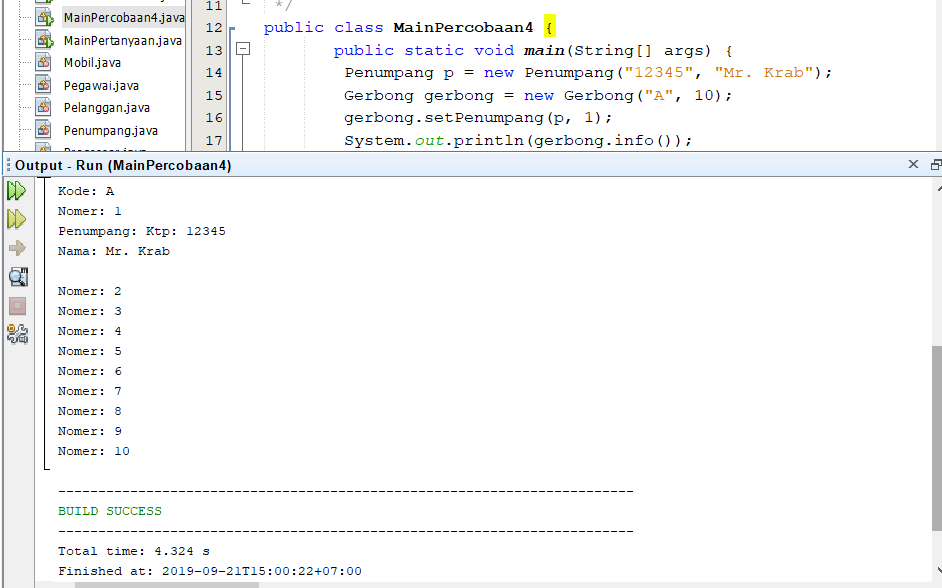 MainPercobaan4.java
MainPertanyaan.java
Mobil.java
Pegawai.java
Pelanggan.java
Penumpang.java
11 */
12 public class MainPercobaan4 {
13 public static void main(String[] args) {
14 Penumpang p = new Penumpang("12345", "Mr. Krab");
15 Gerbong gerbong = new Gerbong("A", 10);
16 gerbong.setPenumpang(p, 1);
17 System.out.println(gerbong.info());
Output - Run (MainPercobaan4)
Kode: A
Nomer: 1
Penumpang: Ktp: 12345
Nama: Mr. Krab
Nomer: 2
Nomer: 3
Nomer: 4
Nomer: 5
Nomer: 6
Nomer: 7
Nomer: 8
Nomer: 9
Nomer: 10
------------------------------------------------------------------------
BUILD SUCCESS
------------------------------------------------------------------------
Total time: 4.324 s
Finished at: 2019-09-21T15:00:22+07:00